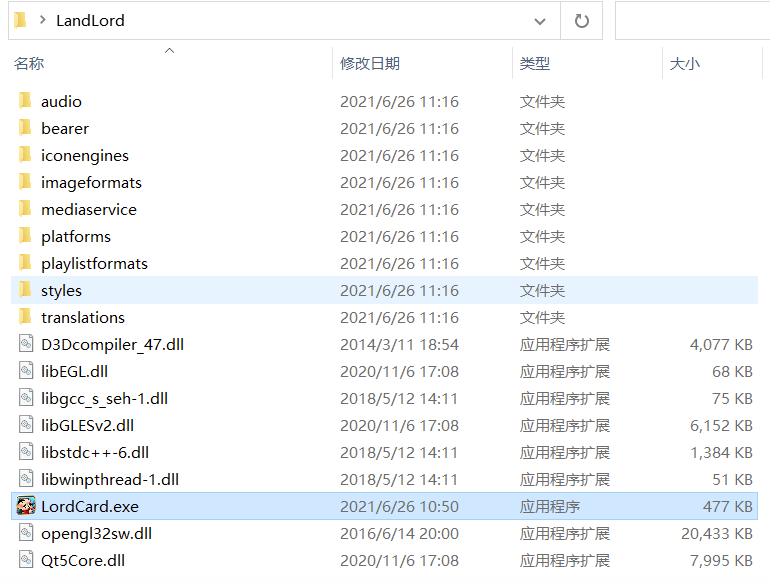 LandLord
名称 修改日期 类型 大小
audio 2021/6/26 11:16 文件夹
bearer 2021/6/26 11:16 文件夹
iconengines 2021/6/26 11:16 文件夹
imageformats 2021/6/26 11:16 文件夹
mediaservice 2021/6/26 11:16 文件夹
platforms 2021/6/26 11:16 文件夹
playlistformats 2021/6/26 11:16 文件夹
styles 2021/6/26 11:16 文件夹
translations 2021/6/26 11:16 文件夹
D3Dcompiler_47.dll 2014/3/11 18:54 应用程序扩展 4,077 KB
libEGL.dll 2020/11/6 17:08 应用程序扩展 68 KB
libgcc_s_seh-1.dll 2018/5/12 14:11 应用程序扩展 75 KB
libGLESv2.dll 2020/11/6 17:08 应用程序扩展 6,152 KB
libstdc++-6.dll 2018/5/12 14:11 应用程序扩展 1,384 KB
libwinpthread-1.dll 2018/5/12 14:11 应用程序扩展 51 KB
LordCard.exe 2021/6/26 10:50 应用程序 477 KB
opengl32sw.dll 2016/6/14 20:00 应用程序扩展 20,433 KB
Qt5Core.dll 2020/11/6 17:08 应用程序扩展 7,995 KB